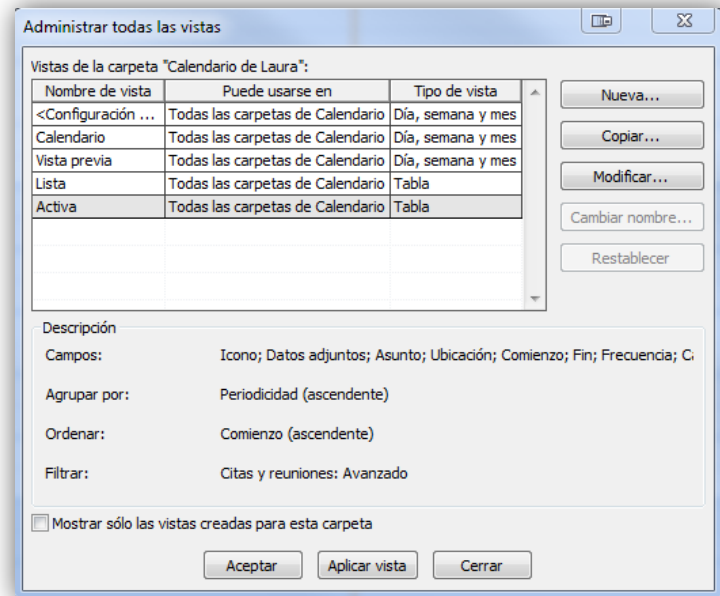 Administrar todas las vistas
Vistas de la carpeta "Calendario de Laura":
Nombre de vista Puede usarse en Tipo de vista
<Configuración ... Todas las carpetas de Calendario Día, semana y mes
Calendario Todas las carpetas de Calendario Día, semana y mes
Vista previa Todas las carpetas de Calendario Día, semana y mes
Lista Todas las carpetas de Calendario Tabla
Activa Todas las carpetas de Calendario Tabla
Nueva...
Copiar...
Modificar...
Cambiar nombre...
Restablecer
Descripción
Campos: Icono; Datos adjuntos; Asunto; Ubicación; Comienzo; Fin; Frecuencia;
Agrupar por: Periodicidad (ascendente)
Ordenar: Comienzo (ascendente)
Filtrar: Citas y reuniones: Avanzado
Mostrar sólo las vistas creadas para esta carpeta
Aceptar Aplicar vista Cerrar